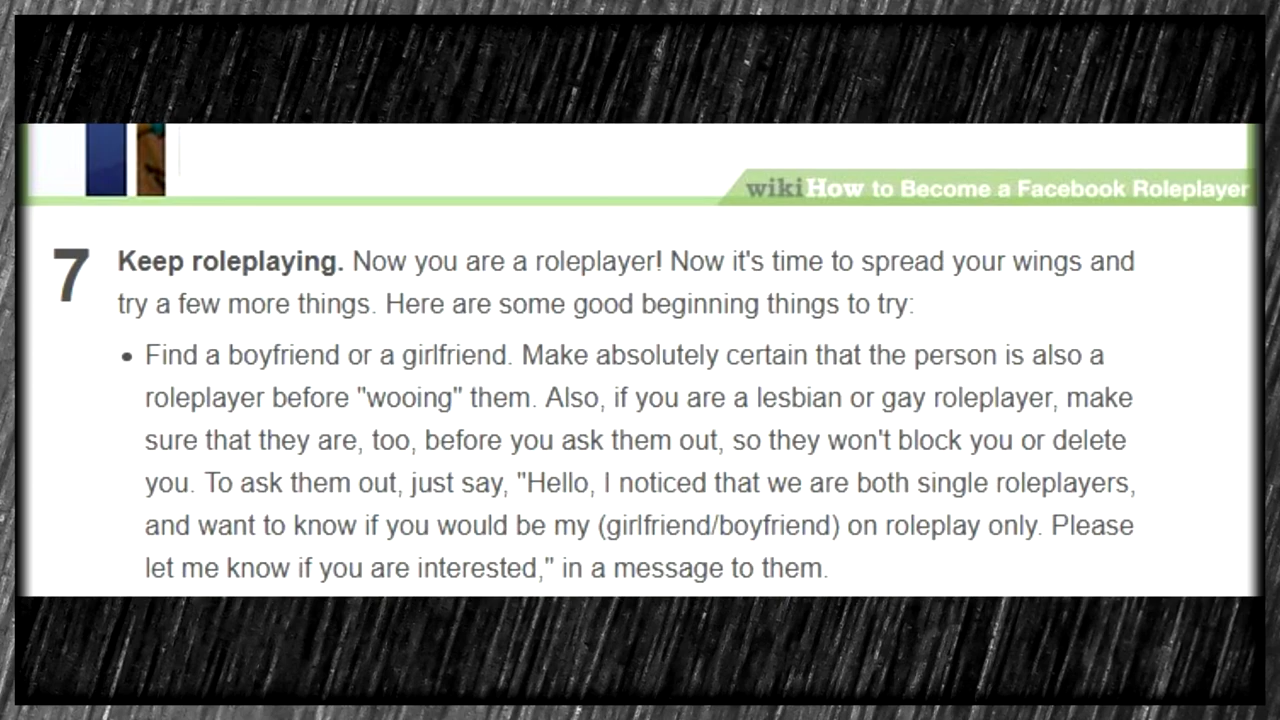 wikiHow to Become a Facebook Roleplayer
7 Keep roleplaying. Now you are a roleplayer! Now it's time to spread your wings and
try a few more things. Here are some good beginning things to try:
• Find a boyfriend or a girlfriend. Make absolutely certain that the person is also a
roleplayer before "wooing" them. Also, if you are a lesbian or gay roleplayer, make
sure that they are, too, before you ask them out, so they won't block you or delete
you. To ask them out, just say, "Hello, I noticed that we are both single roleplayers,
and want to know if you would be my (girlfriend/boyfriend) on roleplay only. Please
let me know if you are interested," in a message to them.